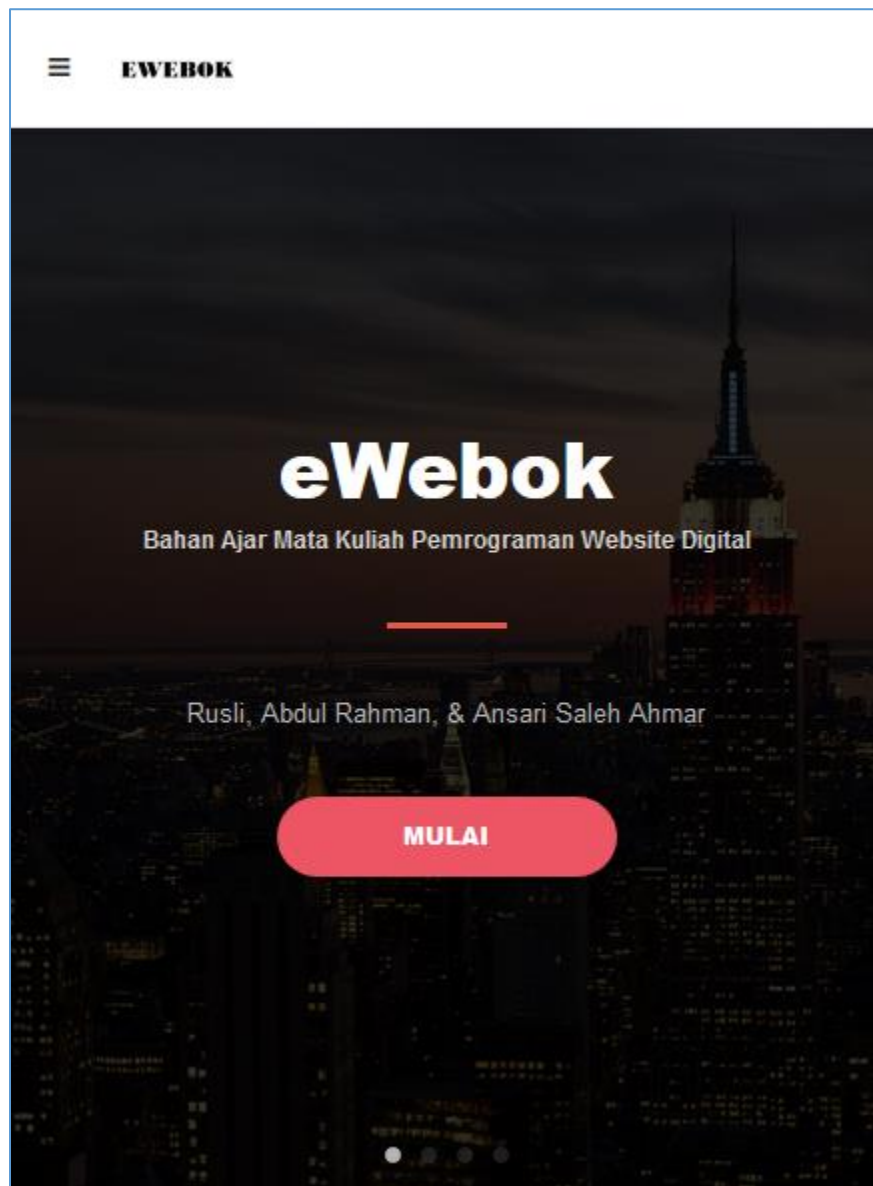 EWEBOK
eWebok
Bahan Ajar Mata Kuliah Pemrograman Website Digital
Rusli, Abdul Rahman, & Ansari Saleh Ahmar
MULAI